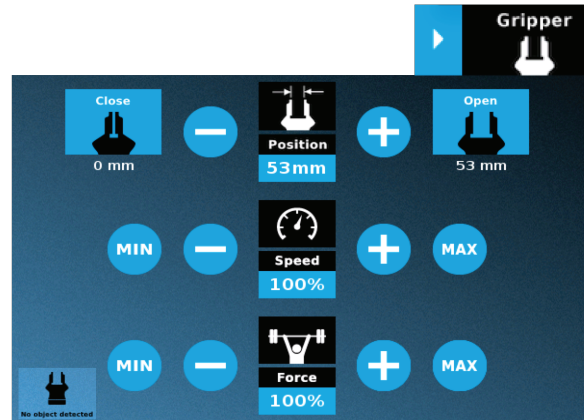 Gripper
Close
Open
Position
0 mm
53mm
53 mm
MIN
MAX
Speed
100%
MIN
MAX
Force
100%
No object detected